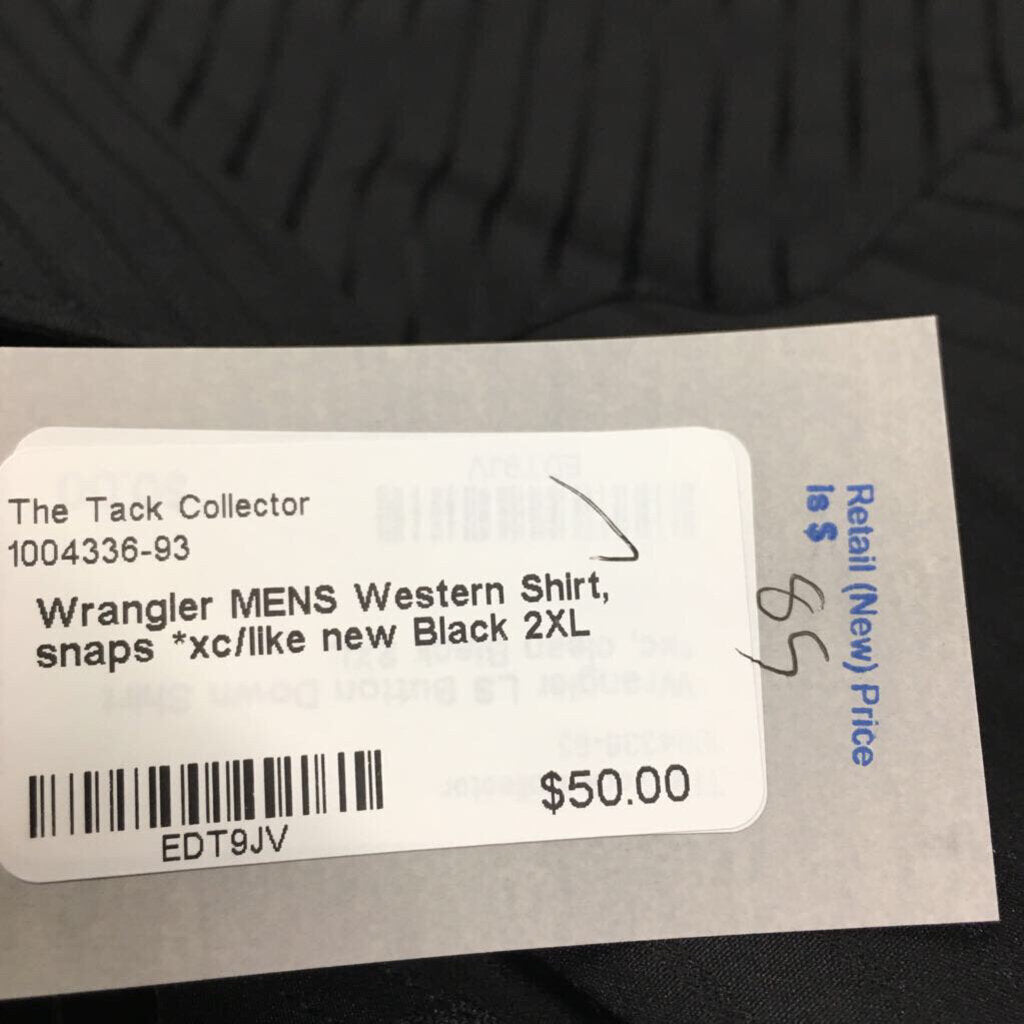 The Tack Collector
1004336-93
Wrangler MENS Western Shirt,
snaps *xc/like new Black 2XL
$50.00
EDT9JV
Retail (New) Price
Is $
85